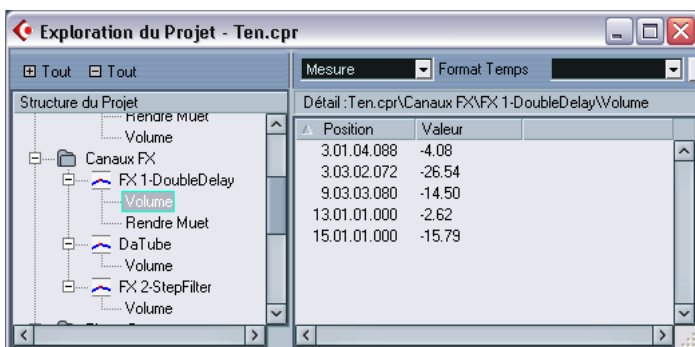 Exploration du Projet - Ten.cpr
Tout Tout
Mesure Format Temps
Structure du Projet
Rendre Muet
Volume
Canaux FX
FX 1-DoubleDelay
Volume
Rendre Muet
DaTube
Volume
FX 2-StepFilter
Volume
Détail :Ten.cpr\Canaux FX\FX 1-DoubleDelay\Volume
Position Valeur
3.01.04.088 -4.08
3.03.02.072 -26.54
9.03.03.080 -14.50
13.01.01.000 -2.62
15.01.01.000 -15.79